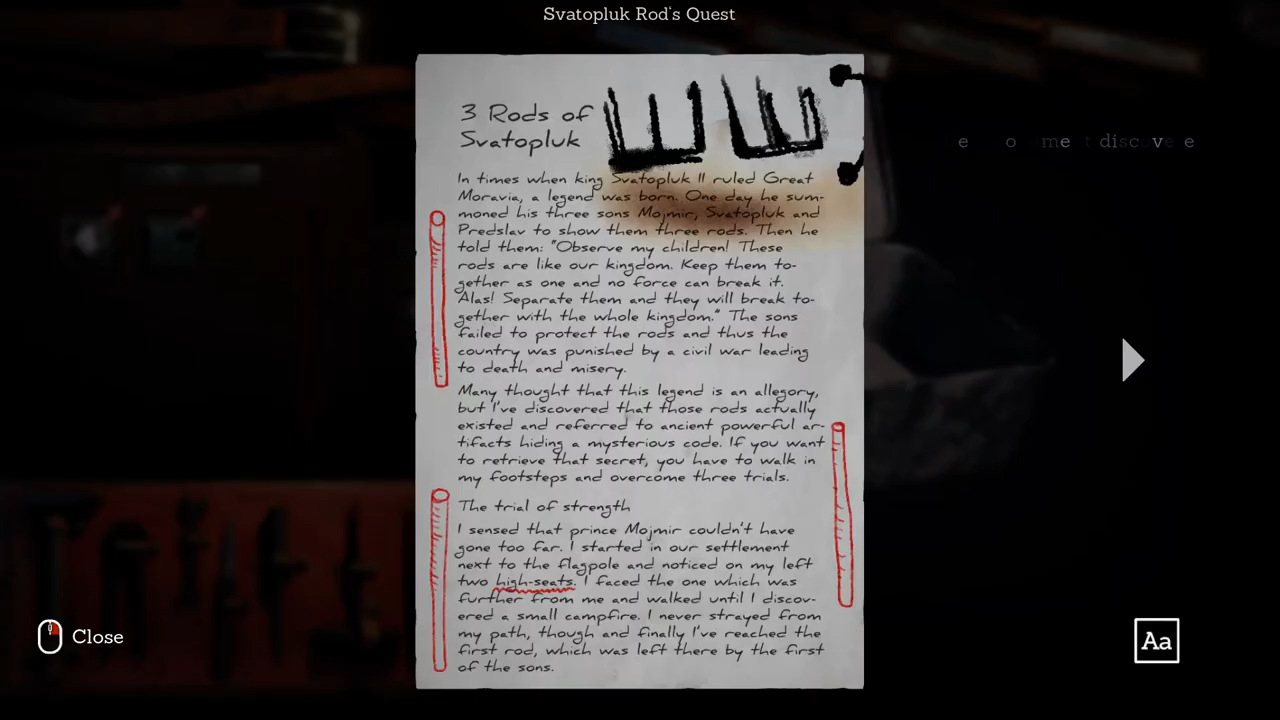 Svatopluk Rod's Quest
3 Rods of
Svatopluk
In times when king Svatopluk II ruled Great
Moravia, a legend was born. One day he sum-
moned his three sons Mojmir, Svatopluk and
Predslav to show them three rods. Then he
told them: "Observe my children! These
rods are like our kingdom. Keep them to-
gether as one and no force can break it.
Alas! Separate them and they will break to-
gether with the whole kingdom." The sons
failed to protect the rods and thus the
country was punished by a civil war leading
to death and misery.
Many thought that this legend is an allegory,
but I've discovered that those rods actually
existed and referred to ancient powerful ar-
tifacts hiding a mysterious code. If you want
to retrieve that secret, you have to walk in
my footsteps and overcome three trials.
The trial of strength
I sensed that prince Mojmir couldn't have
gone too far. I started in our settlement
next to the flagpole and noticed on my left
two high-seats. I faced the one which was
further from me and walked until I discov-
ered a small campfire. I never strayed from
my path, though and finally I've reached the
first rod, which was left there by the first
of the sons.
Close
Aa